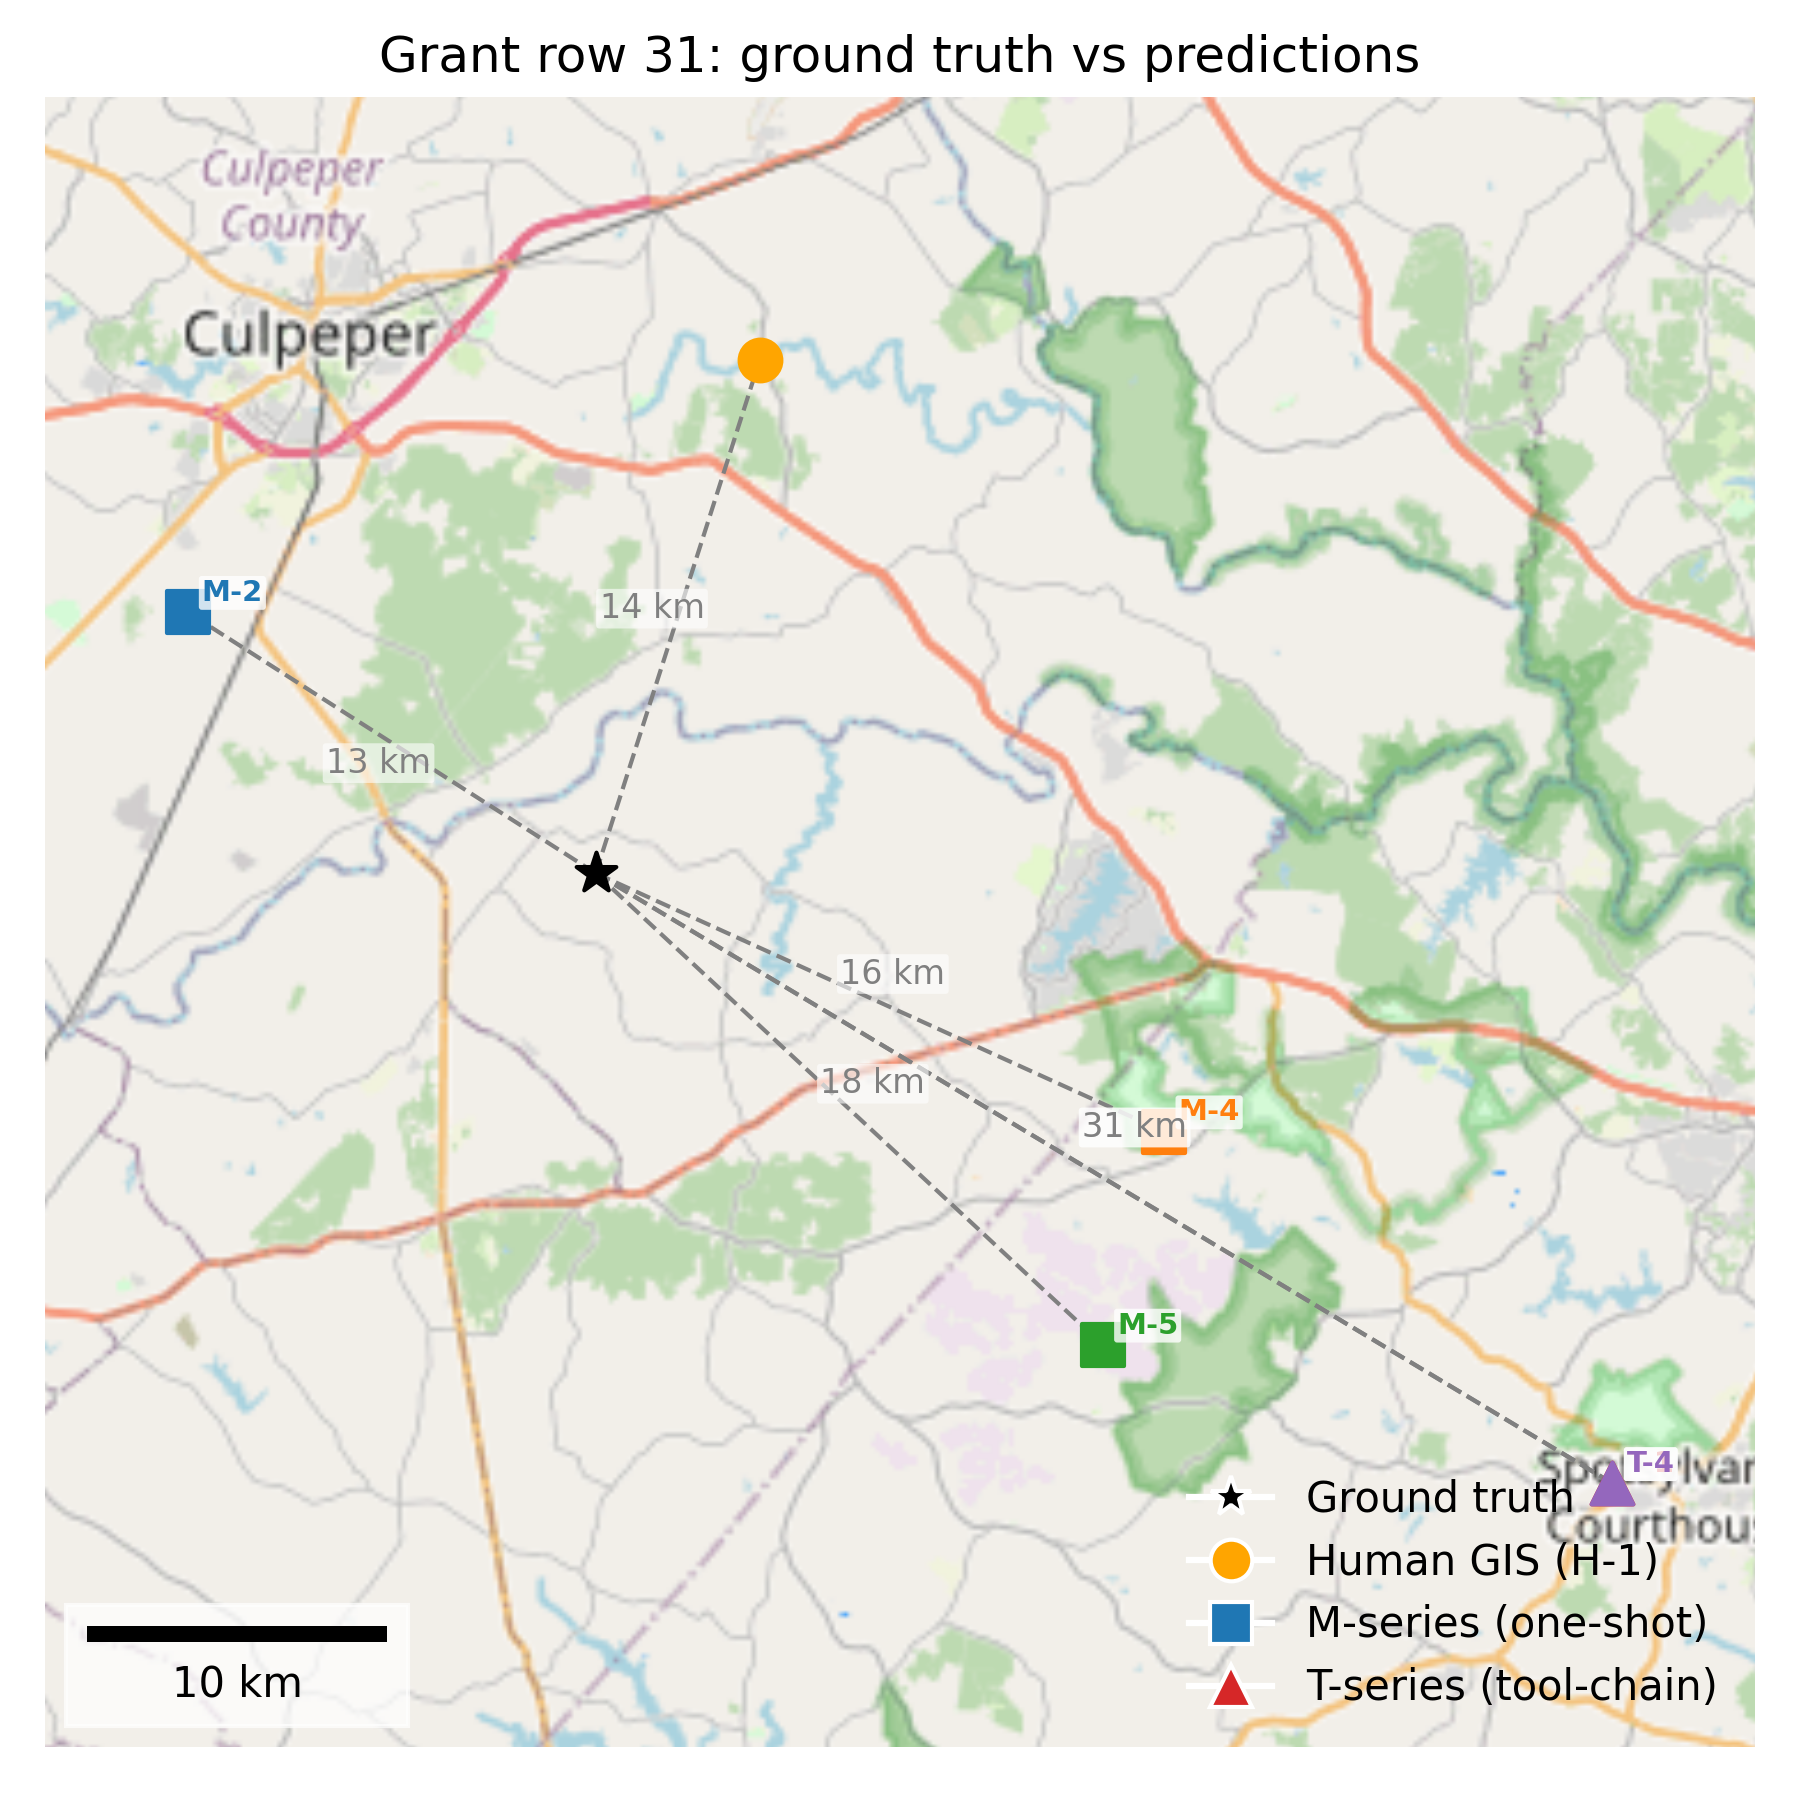 Grant row 31: ground truth vs predictions
Culpeper
County
Culpeper
M-2
14 km
13 km
16 km
18 km
M-4
31 km
M-5
T-4
Courthous
Ground truth
Human GIS (H-1)
M-series (one-shot)
T-series (tool-chain)
10 km